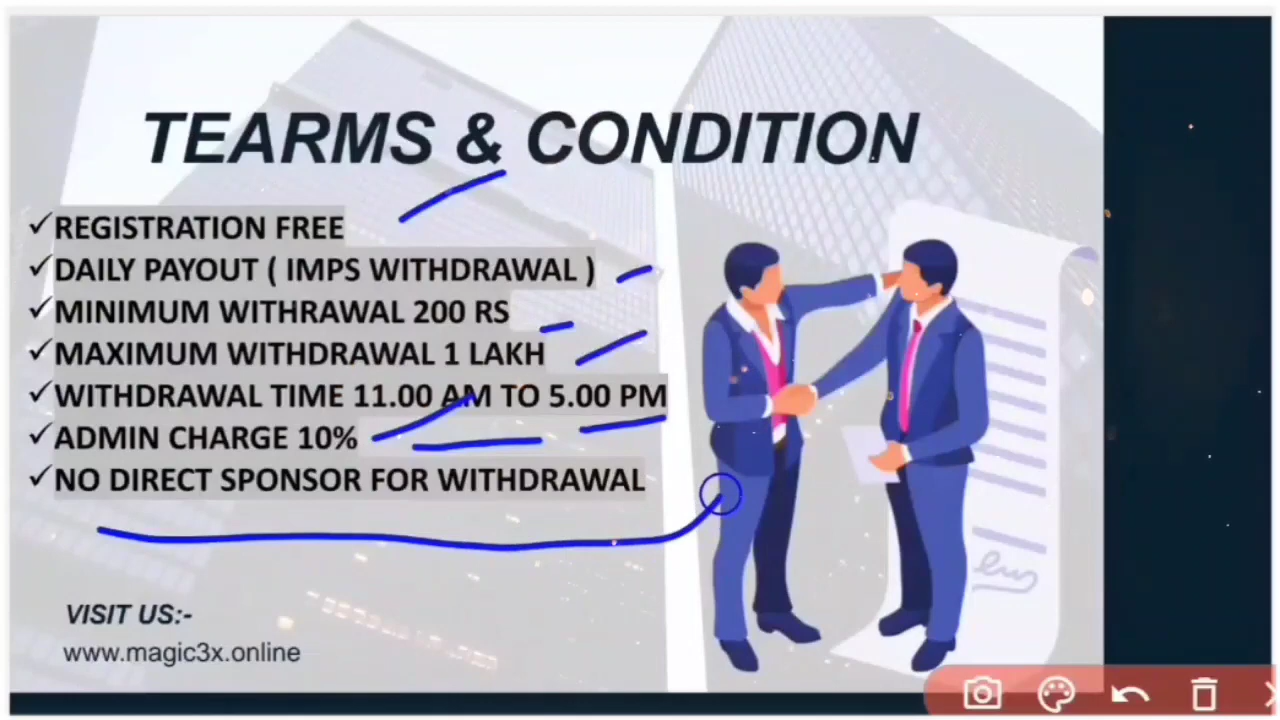 TEARMS & CONDITION
✓REGISTRATION FREE
✓DAILY PAYOUT ( IMPS WITHDRAWAL )
✓MINIMUM WITHRAWAL 200 RS
✓MAXIMUM WITHDRAWAL 1 LAKH
✓WITHDRAWAL TIME 11.00 AM TO 5.00 PM
✓ADMIN CHARGE 10%
✓NO DIRECT SPONSOR FOR WITHDRAWAL
VISIT US:-
www.magic3x.online